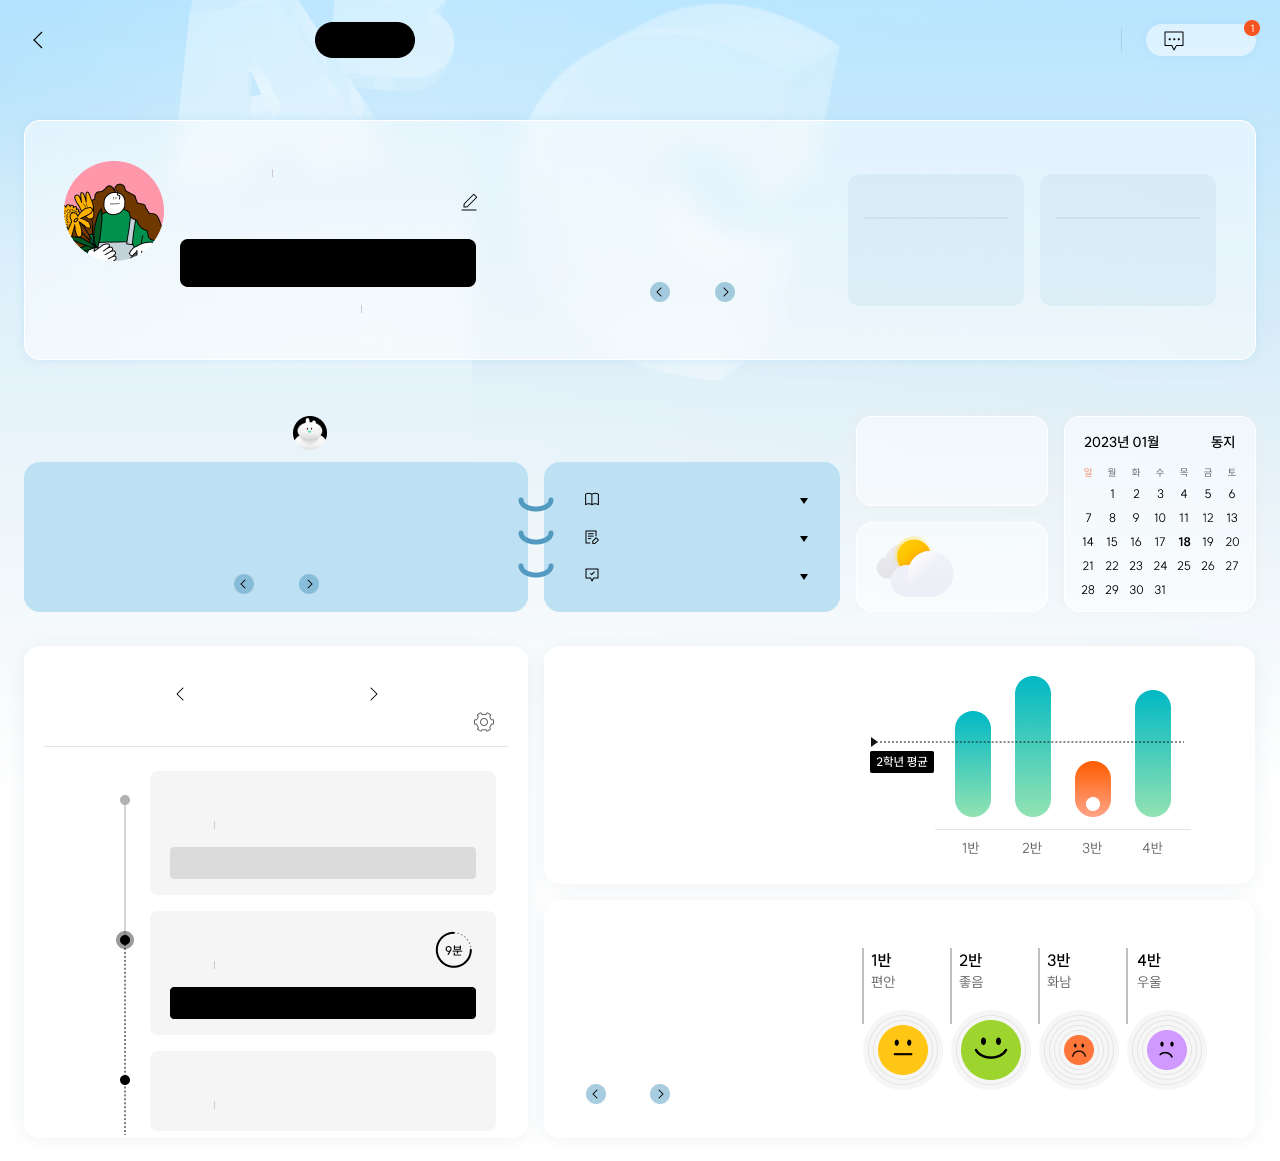 1
2023년 01월 동지
일 월 화 수 목 금 토
1 2 3 4 5 6
7 8 9 10 11 12 13
14 15 16 17 18 19 20
21 22 23 24 25 26 27
28 29 30 31
2학년 평균
1반 2반 3반 4반
9분
1반 2반 3반 4반
편안 좋음 화남 우울